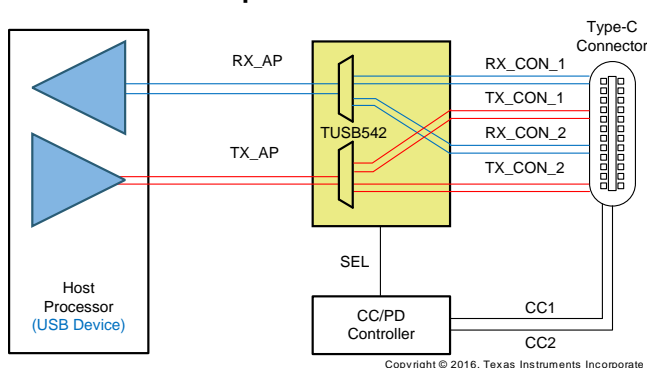 Type-C
Connector
RX_AP
RX_CON_1
TX_CON_1
TUSB542
RX_CON_2
TX_AP
TX_CON_2
SEL
Host
Processor
(USB Device)
CC/PD
Controller
CC1
CC2
Copyright © 2016, Texas Instruments Incorporate